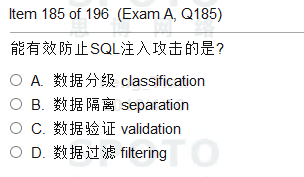 Item 185 of 196 (Exam A, Q185)
能有效防止SQL注入攻击的是?
A. 数据分级 classification
B. 数据隔离 separation
C. 数据验证 validation
D. 数据过滤 filtering
SPOTO